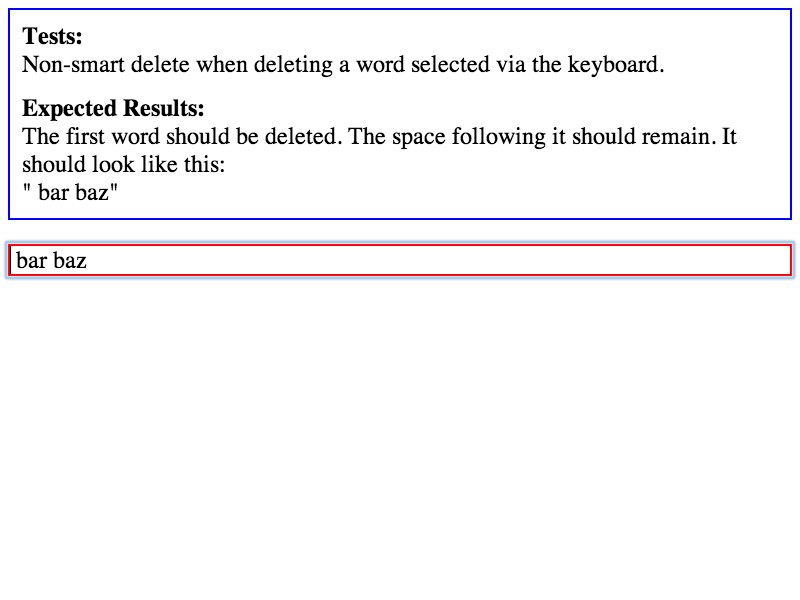 Tests:
Non-smart delete when deleting a word selected via the keyboard.
Expected Results:
The first word should be deleted. The space following it should remain. It
should look like this:
" bar baz"
bar baz